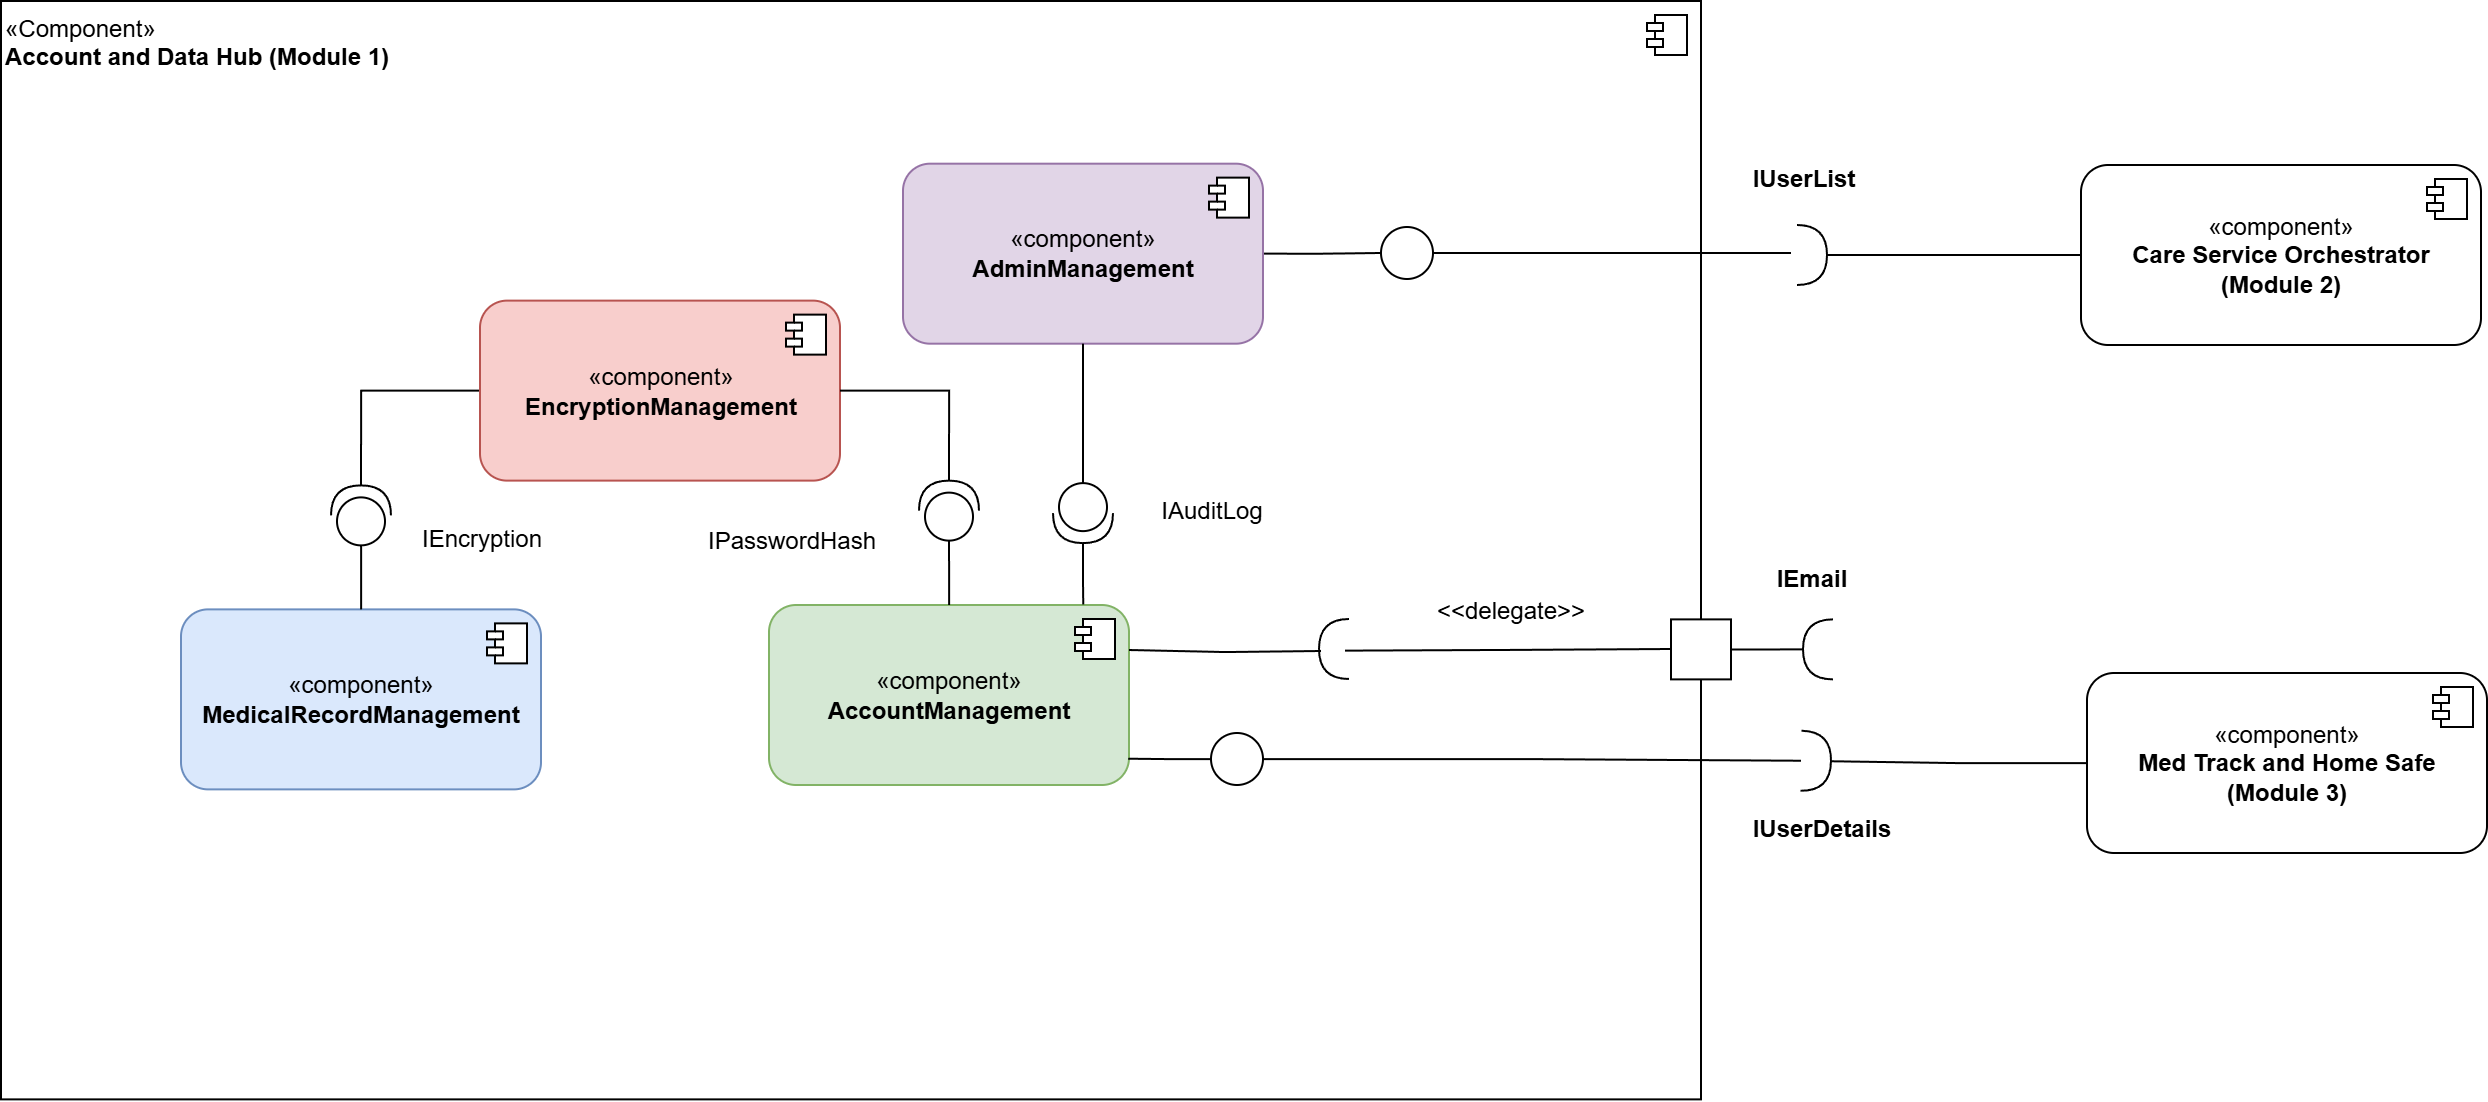 «Component»
Account and Data Hub (Module 1)
IUserList
«component»
AdminManagement
«component»
Care Service Orchestrator
(Module 2)
«component»
EncryptionManagement
IEncryption
IPasswordHash
IAuditLog
IEmail
<<delegate>>
«component»
MedicalRecordManagement
«component»
AccountManagement
«component»
Med Track and Home Safe
(Module 3)
IUserDetails